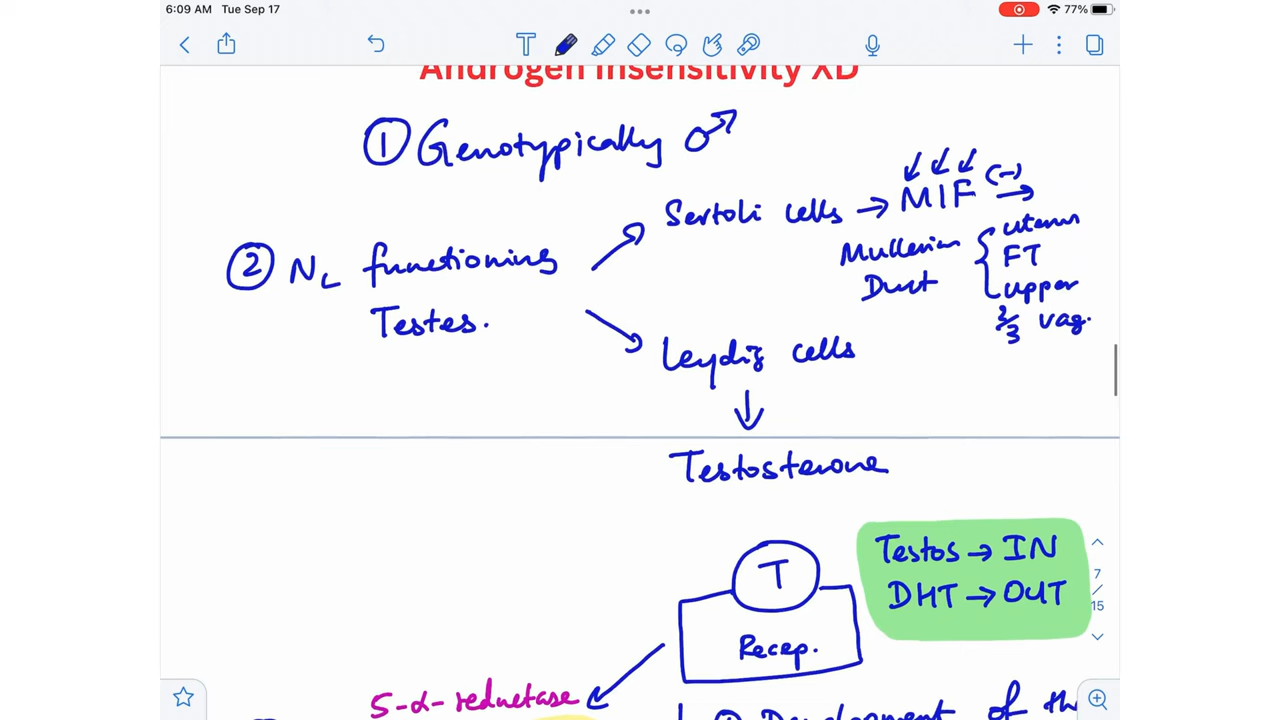 6:09 AM Tue Sep 17
77%
Androgen Insensitivity XD
① Genotypically ♂
② NL functioning Testes.
Sertoli cells → MIF (-) →
Mullerian Duct
uterus
FT
upper
2/3 vag.
Leydig cells
↓
Testosterone
T
Recep.
Testos → IN
DHT → OUT
7
/
15
5-α-reductase
① Development of th